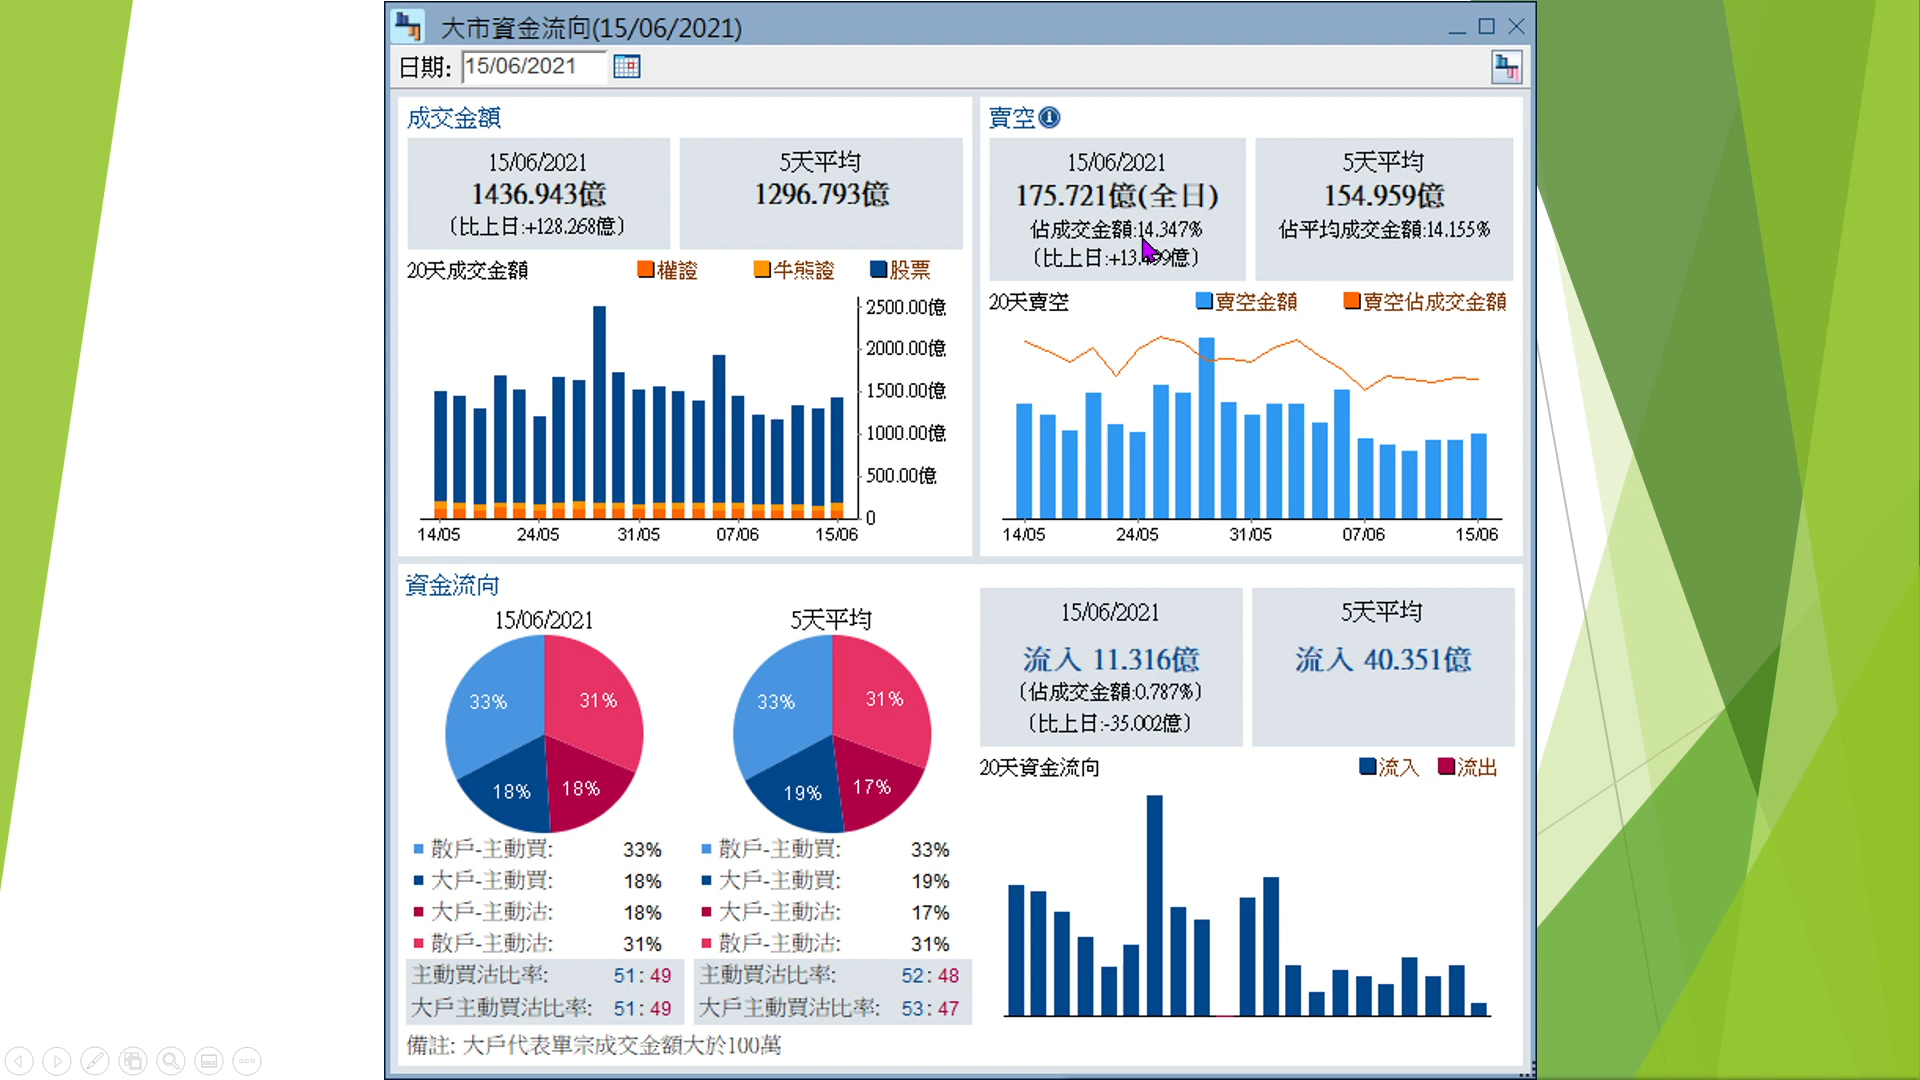 大市資金流向(15/06/2021)
日期: 15/06/2021
成交金額
15/06/2021
1436.943億
(比上日:+128.268億)
5天平均
1296.793億
20天成交金額
權證 牛熊證 股票
2500.00億
2000.00億
1500.00億
1000.00億
500.00億
0
14/05 24/05 31/05 07/06 15/06
賣空
15/06/2021
175.721億(全日)
佔成交金額:14.347%
(比上日:+13.99億)
5天平均
154.959億
佔平均成交金額:14.155%
20天賣空
賣空金額 賣空佔成交金額
14/05 24/05 31/05 07/06 15/06
資金流向
15/06/2021
33% 31%
18% 18%
散戶-主動買: 33%
大戶-主動買: 18%
大戶-主動沽: 18%
散戶-主動沽: 31%
主動買沽比率: 51:49
大戶主動買沽比率: 51:49
5天平均
33% 31%
19% 17%
散戶-主動買: 33%
大戶-主動買: 19%
大戶-主動沽: 17%
散戶-主動沽: 31%
主動買沽比率: 52:48
大戶主動買沽比率: 53:47
備註: 大戶代表單宗成交金額大於100萬
15/06/2021
流入 11.316億
(佔成交金額:0.787%)
(比上日:-35.002億)
5天平均
流入 40.351億
20天資金流向
流入 流出